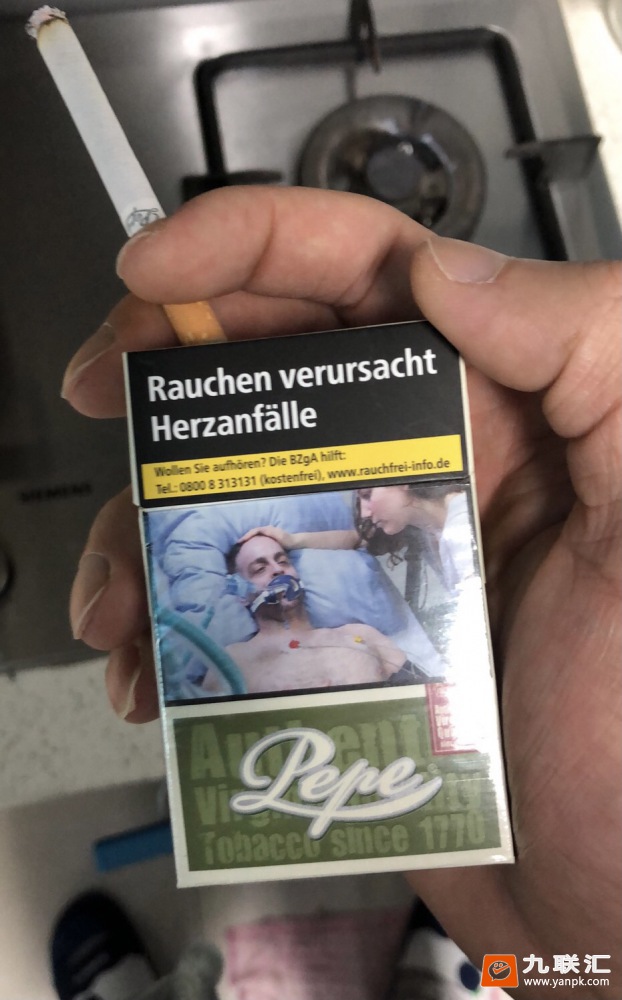 Rauchen verursacht
Herzanfälle
Wollen Sie aufhören? Die BZgA hilft:
Tel.: 0800 8 313131 (kostenfrei), www.rauchfrei-info.de
Pepe
Tobacco since 1770
SIEMENS
九联汇
www.yanpk.com